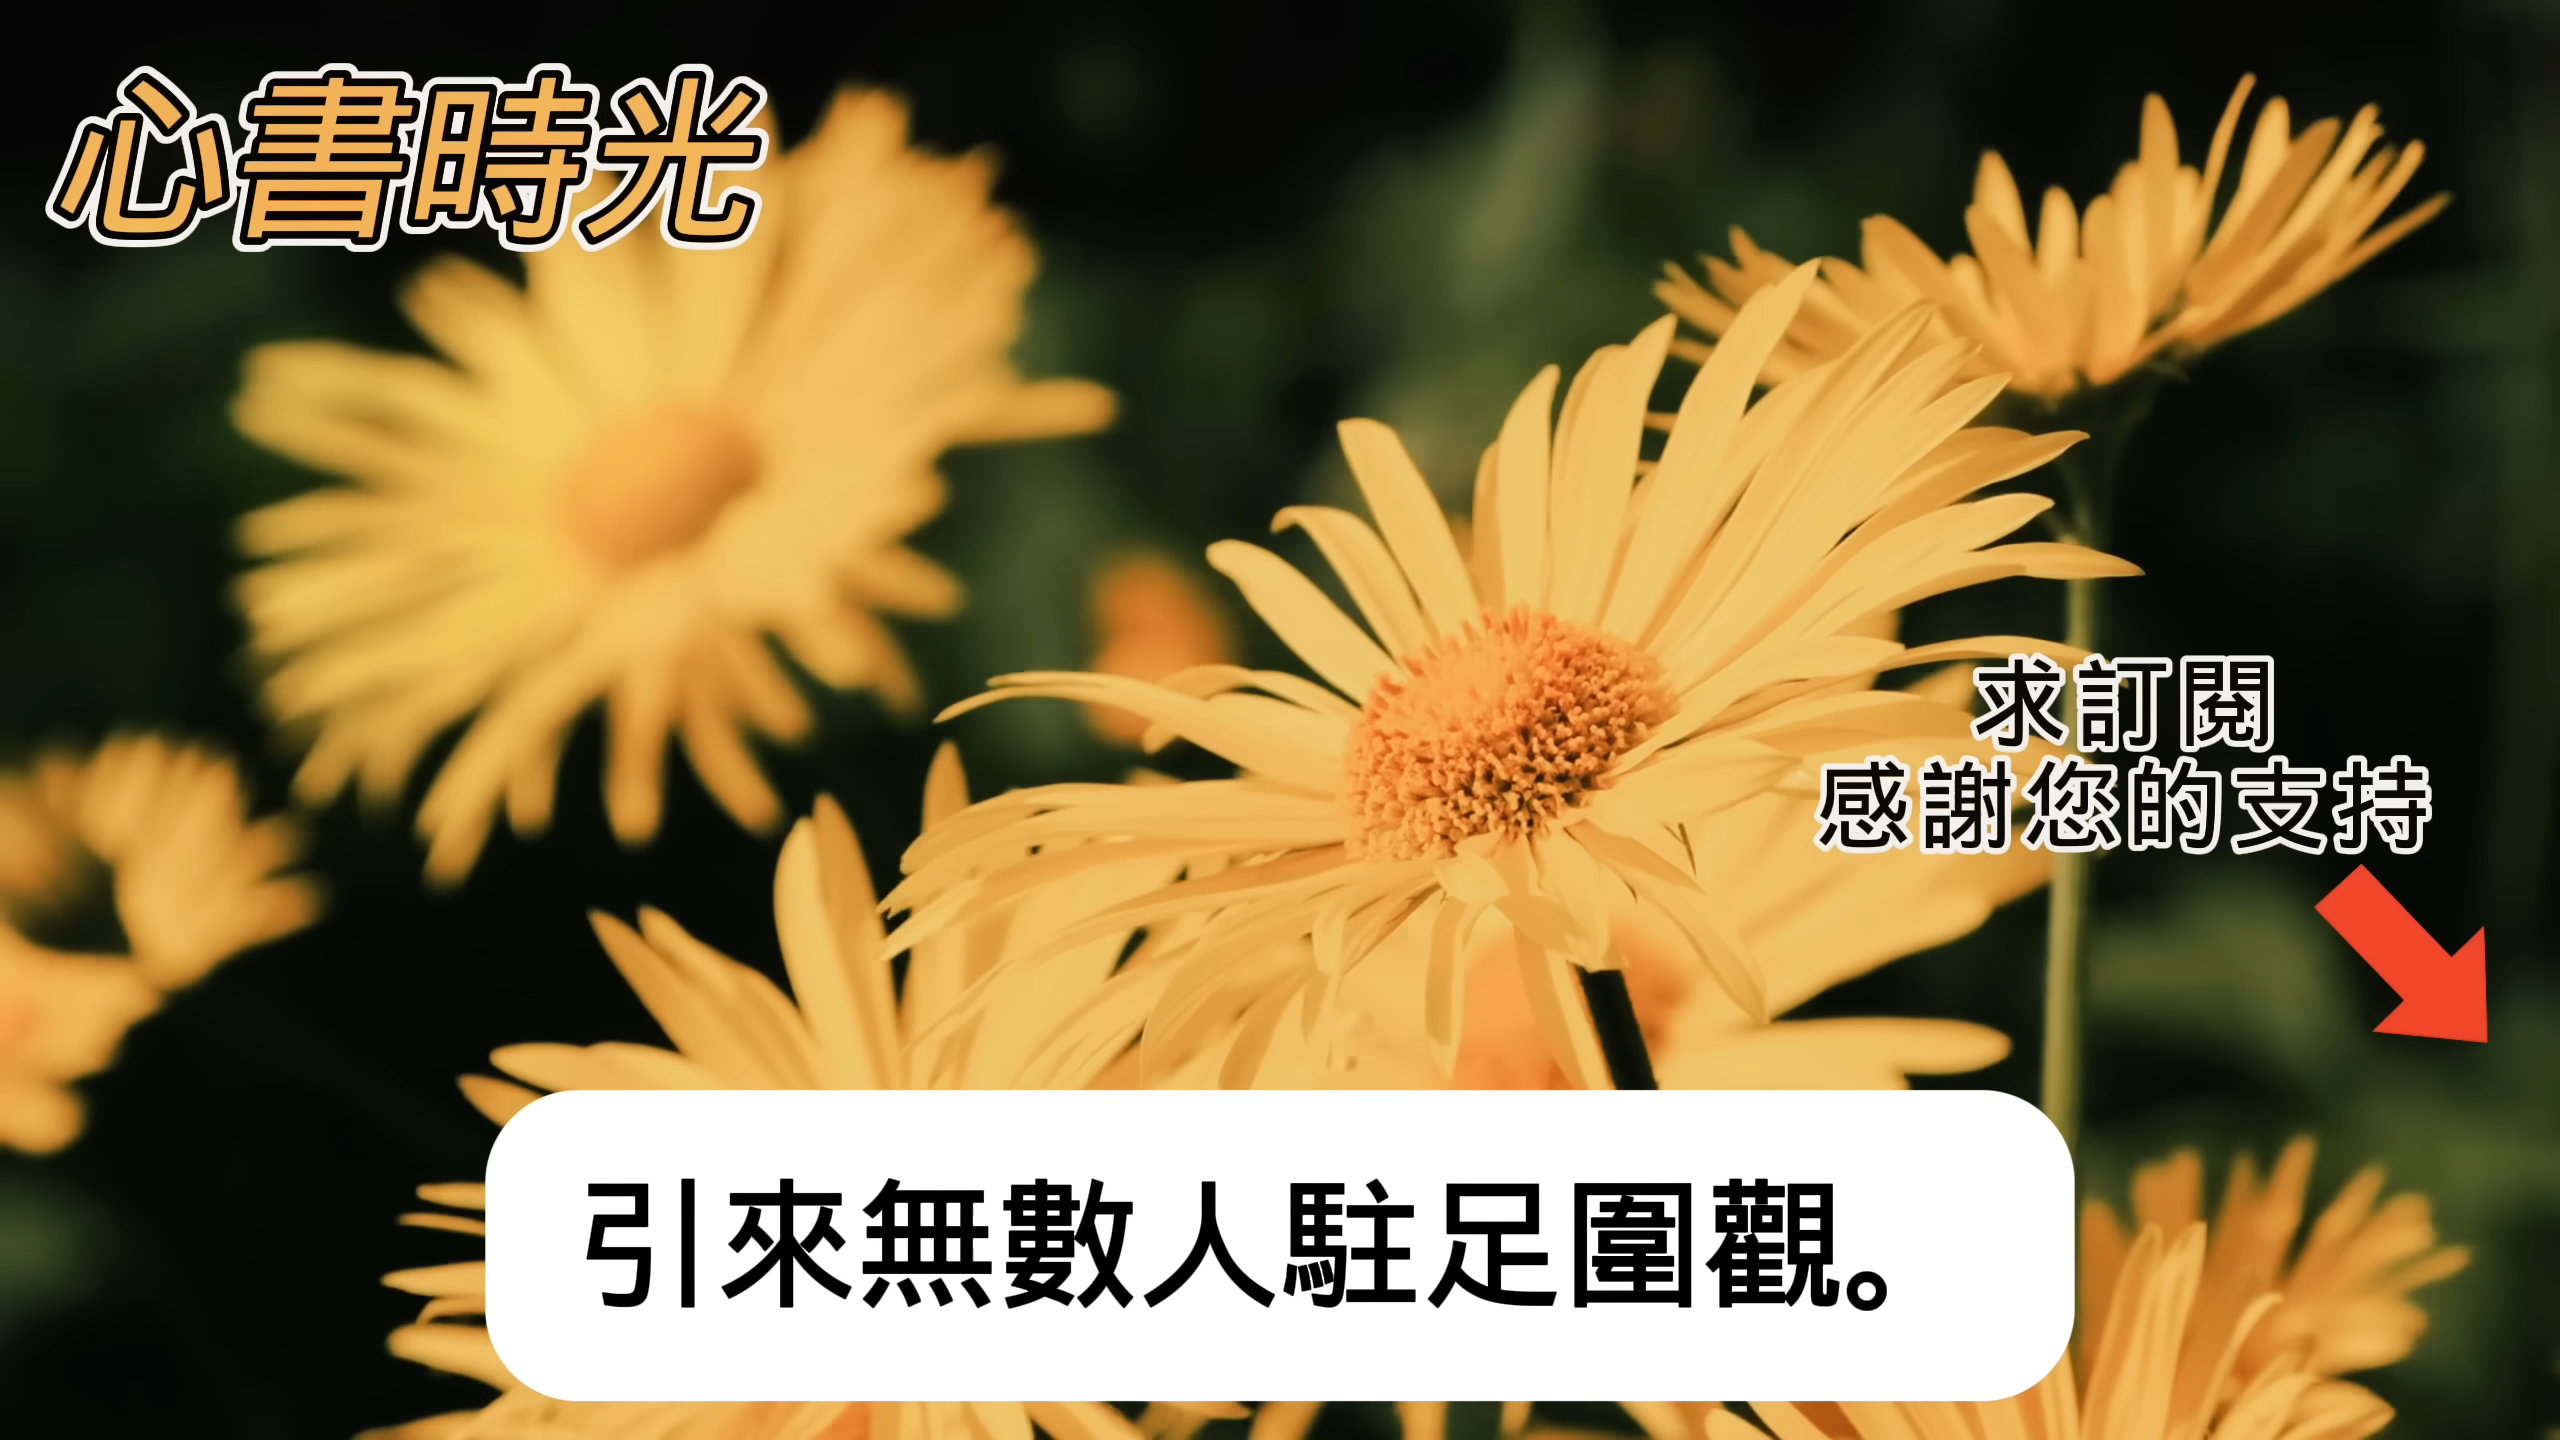 心書時光
求訂閱
感謝您的支持
引來無數人駐足圍觀。